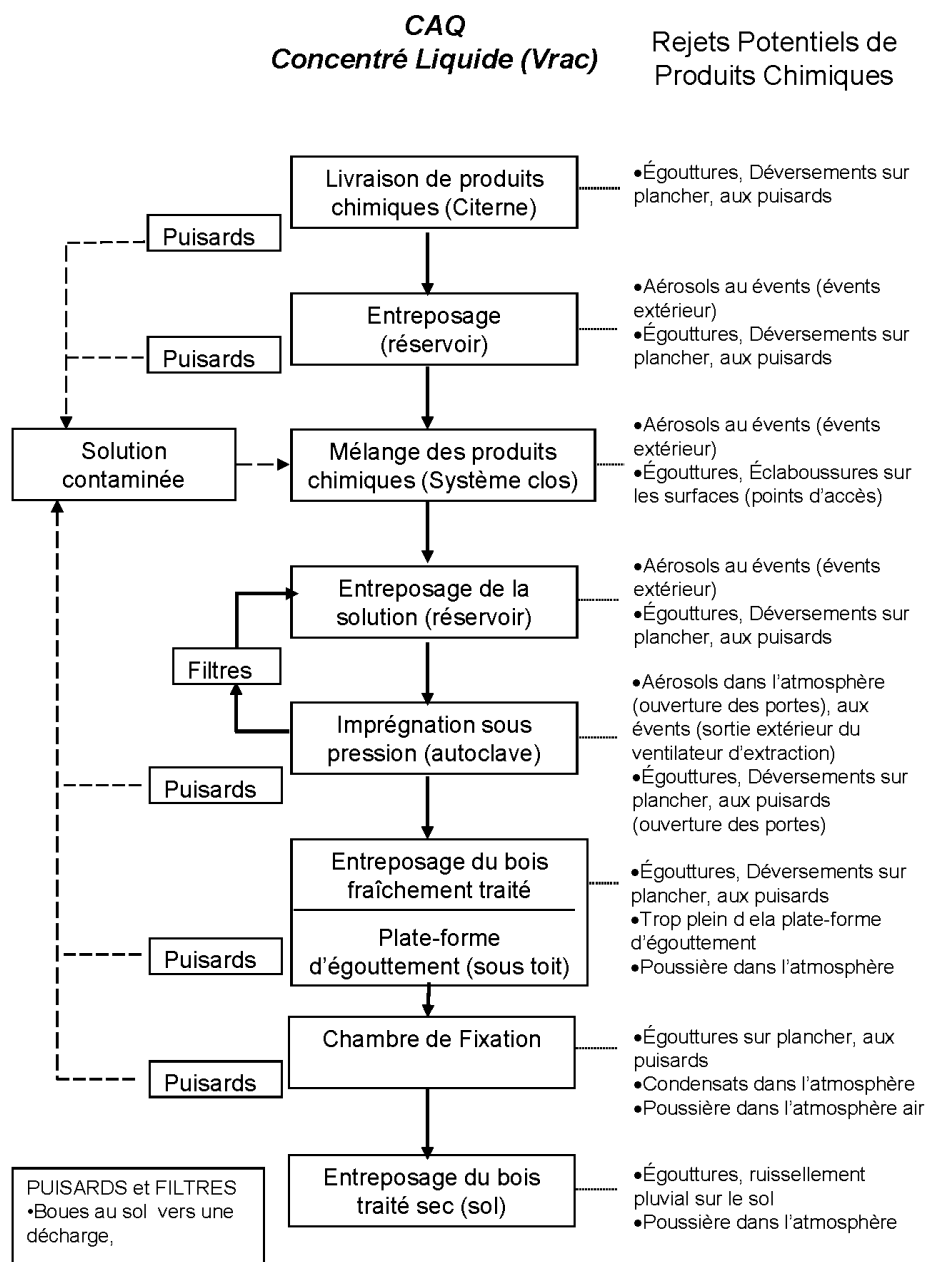 CAQ
Concentré Liquide (Vrac)
Rejets Potentiels de
Produits Chimiques
Livraison de produits
chimiques (Citerne)
•Égouttures, Déversements sur
plancher, aux puisards
Puisards
Entreposage
(réservoir)
•Aérosols au évents (évents
extérieur)
•Égouttures, Déversements sur
plancher, aux puisards
Puisards
Solution
contaminée
Mélange des produits
chimiques (Système clos)
•Aérosols au évents (évents
extérieur)
•Égouttures, Éclaboussures sur
les surfaces (points d'accès)
Entreposage de la
solution (réservoir)
•Aérosols au évents (évents
extérieur)
•Égouttures, Déversements sur
plancher, aux puisards
Filtres
Imprégnation sous
pression (autoclave)
•Aérosols dans l'atmosphère
(ouverture des portes), aux
évents (sortie extérieur du
ventilateur d'extraction)
•Égouttures, Déversements sur
plancher, aux puisards
(ouverture des portes)
Puisards
Entreposage du bois
fraîchement traité
Plate-forme
d'égouttement (sous toit)
•Égouttures, Déversements sur
plancher, aux puisards
•Trop plein d ela plate-forme
d'égouttement
•Poussière dans l'atmosphère
Puisards
Chambre de Fixation
•Égouttures sur plancher, aux
puisards
•Condensats dans l'atmosphère
•Poussière dans l'atmosphère air
Puisards
Entreposage du bois
traité sec (sol)
•Égouttures, ruissellement
pluvial sur le sol
•Poussière dans l'atmosphère
PUISARDS et FILTRES
•Boues au sol vers une
décharge,